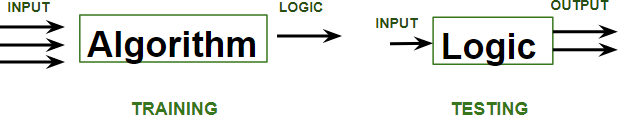 INPUT
Algorithm
LOGIC
TRAINING
INPUT
Logic
OUTPUT
TESTING